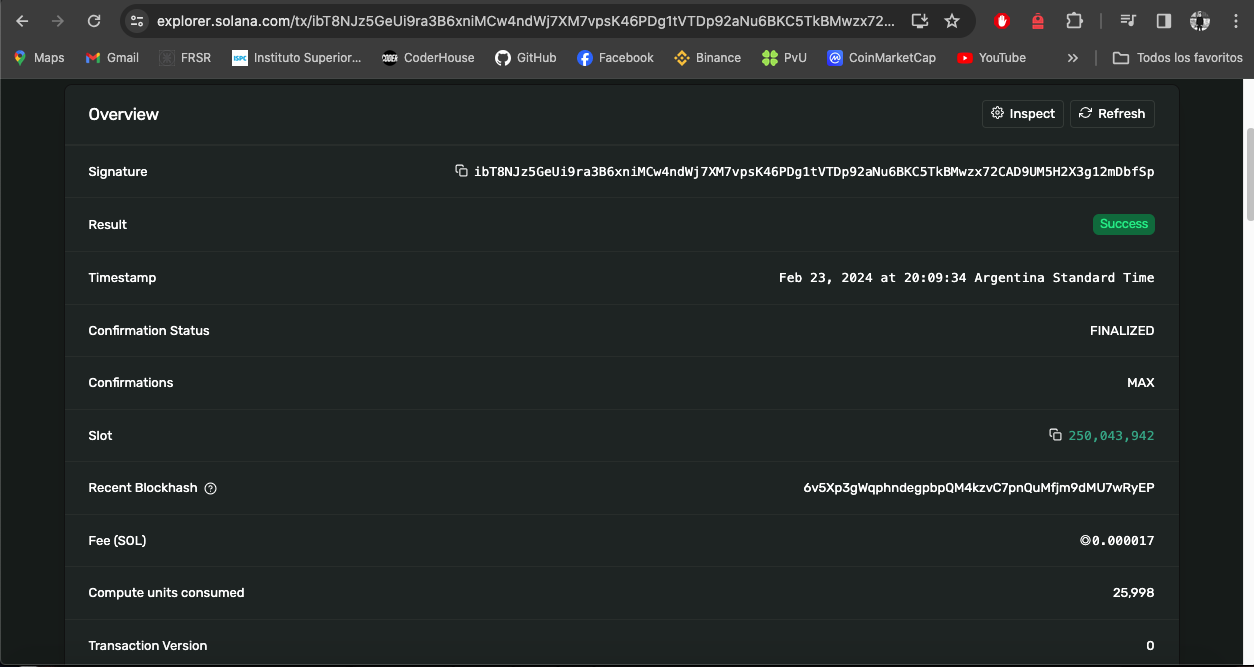 explorer.solana.com/tx/ibT8NJz5GeUi9ra3B6xniMCw4ndWj7XM7vpsK46PDg1tVTDp92aNu6BKC5TkBMwzx72...
Maps Gmail FRSR Instituto Superior... CoderHouse GitHub Facebook Binance PvU CoinMarketCap YouTube » Todos los favoritos
Overview Inspect Refresh
Signature ibT8NJz5GeUi9ra3B6xniMCw4ndWj7XM7vpsK46PDg1tVTDp92aNu6BKC5TkBMwzx72CAD9UM5H2X3g12mDbfSp
Result Success
Timestamp Feb 23, 2024 at 20:09:34 Argentina Standard Time
Confirmation Status FINALIZED
Confirmations MAX
Slot 250,043,942
Recent Blockhash 6v5Xp3gWqphndegpbpQM4kzvC7pnQuMfjm9dMU7wRyEP
Fee (SOL) ◎0.000017
Compute units consumed 25,998
Transaction Version 0